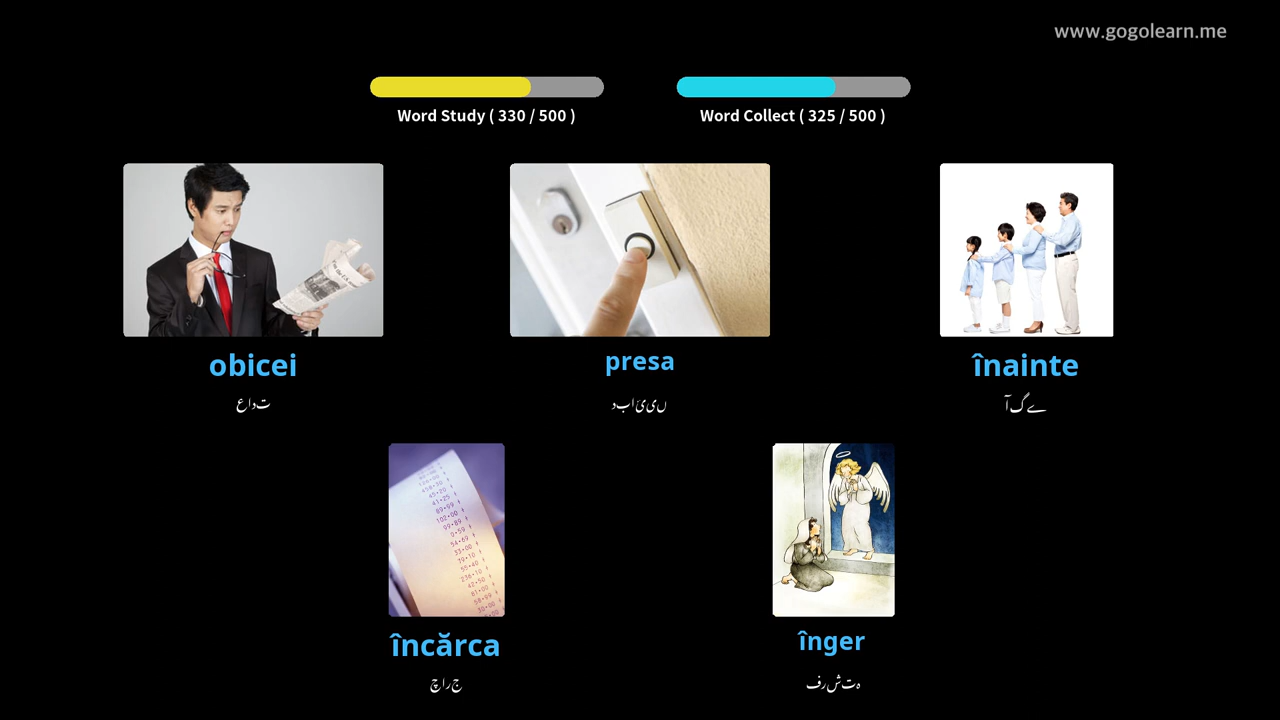 www.gogolearn.me
Word Study ( 330 / 500 )
Word Collect ( 325 / 500 )
obicei
presa
înainte
عادت
دبائیں
آگے
încărca
înger
چارج
فرشتہ